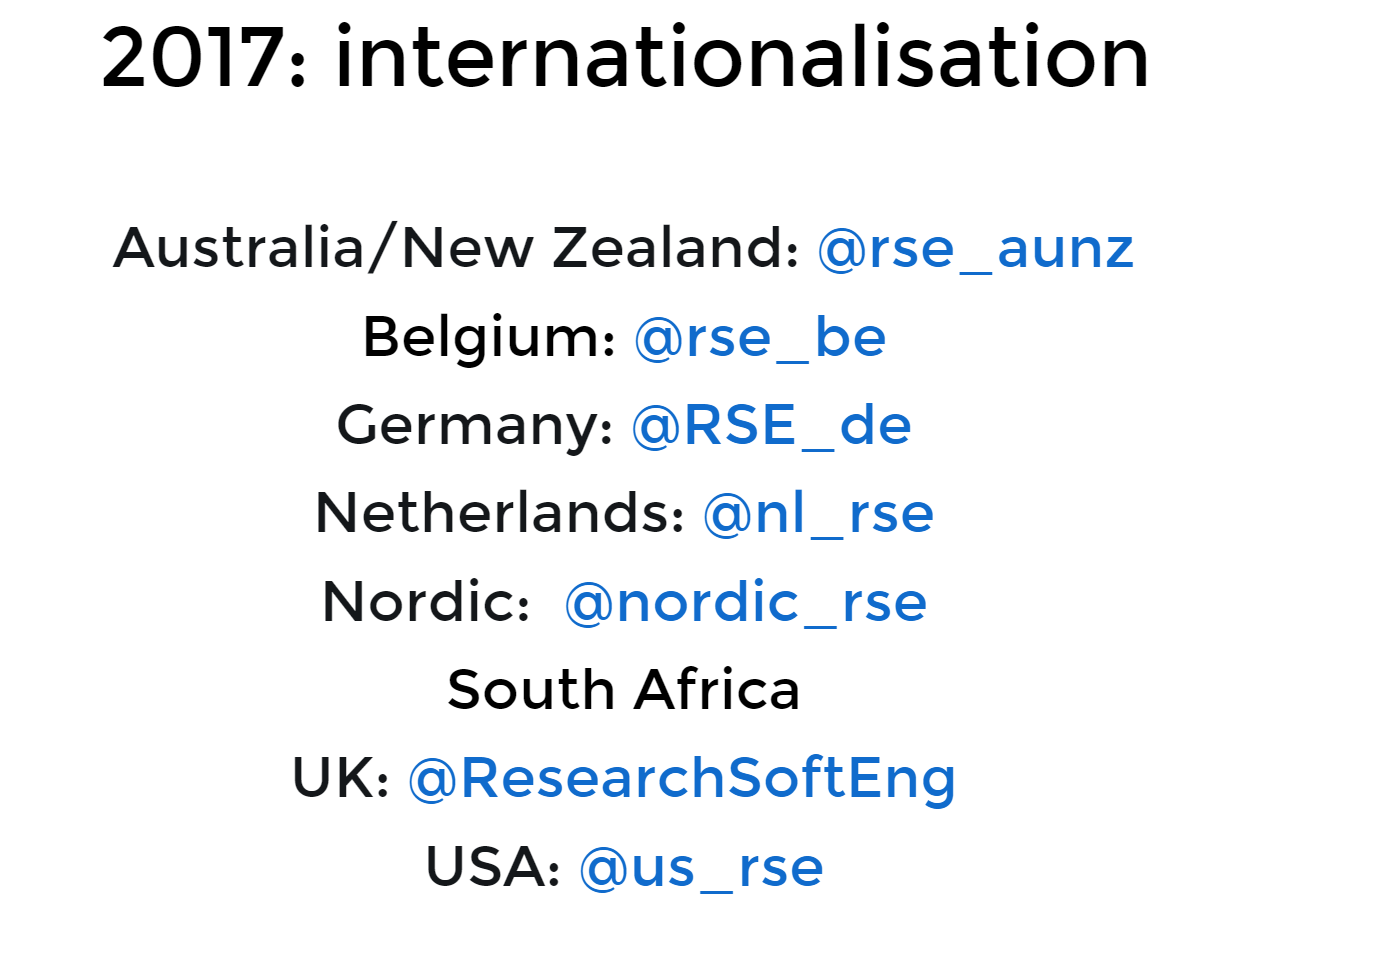 2017: internationalisation
Australia/New Zealand: @rse_aunz
Belgium: @rse_be
Germany: @RSE_de
Netherlands: @nl_rse
Nordic: @nordic_rse
South Africa
UK: @ResearchSoftEng
USA: @us_rse